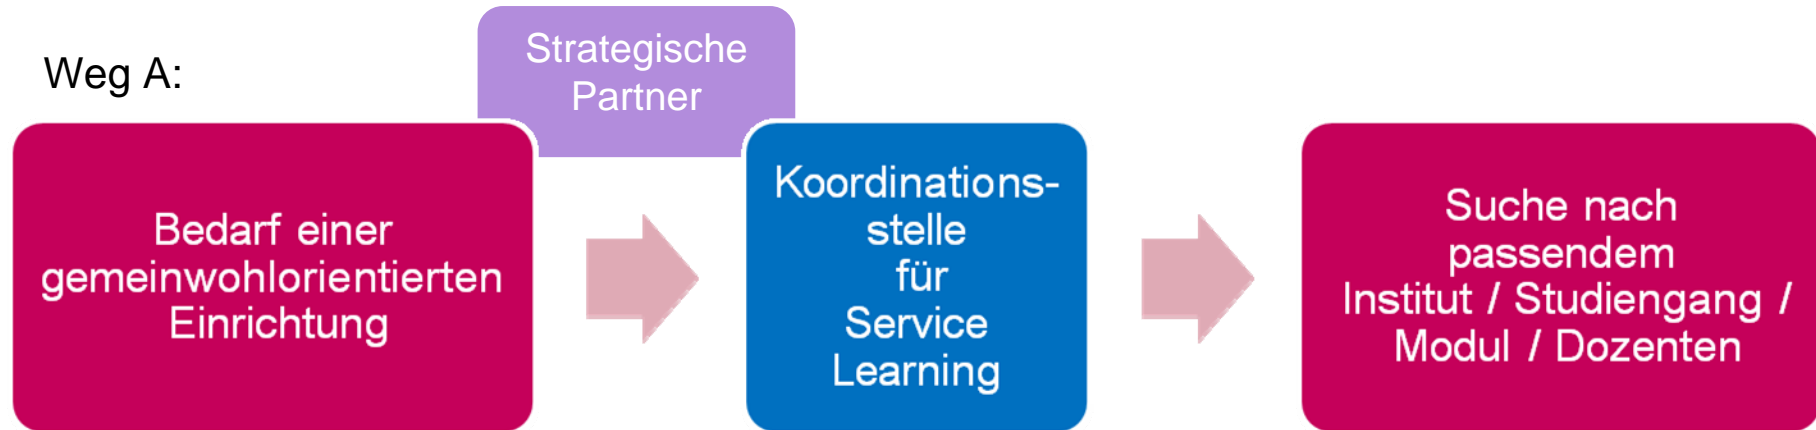 Weg A:
Strategische
Partner
Bedarf einer
gemeinwohlorientierten
Einrichtung
Koordinations-
stelle
für
Service
Learning
Suche nach
passendem
Institut / Studiengang /
Modul / Dozenten